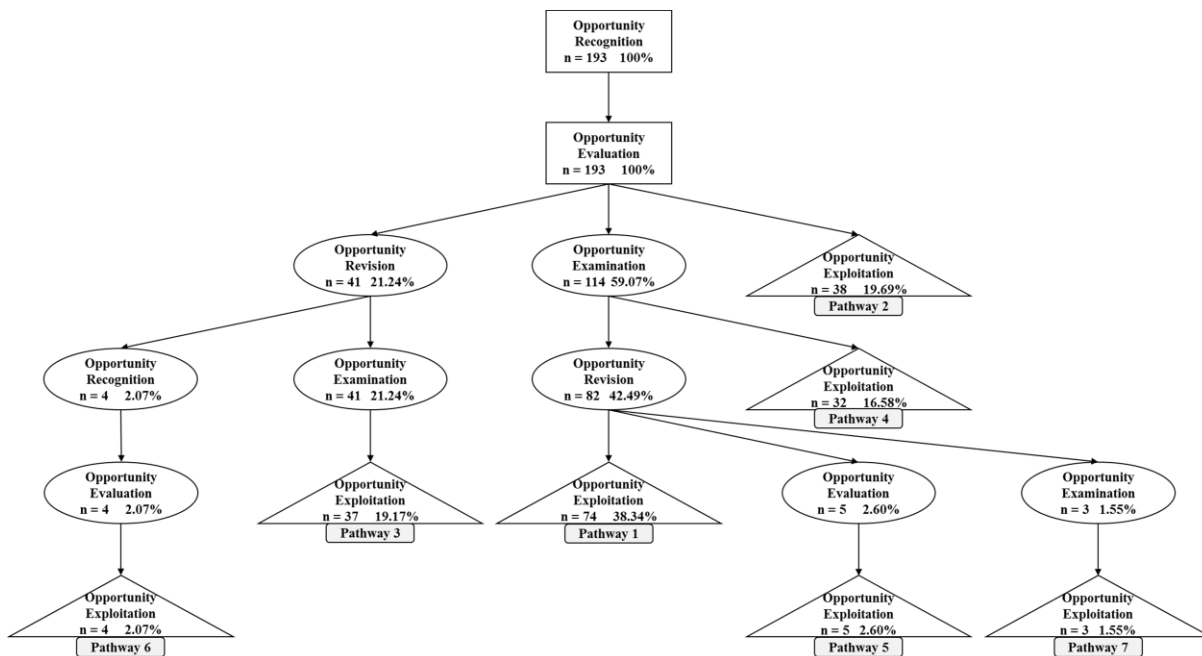 Opportunity
Recognition
n = 193 100%
Opportunity
Evaluation
n = 193 100%
Opportunity
Revision
n = 41 21.24%
Opportunity
Examination
n = 114 59.07%
Opportunity
Exploitation
n = 38 19.69%
Pathway 2
Opportunity
Recognition
n = 4 2.07%
Opportunity
Examination
n = 41 21.24%
Opportunity
Revision
n = 82 42.49%
Opportunity
Exploitation
n = 32 16.58%
Pathway 4
Opportunity
Evaluation
n = 4 2.07%
Opportunity
Exploitation
n = 37 19.17%
Pathway 3
Opportunity
Exploitation
n = 74 38.34%
Pathway 1
Opportunity
Evaluation
n = 5 2.60%
Opportunity
Examination
n = 3 1.55%
Opportunity
Exploitation
n = 4 2.07%
Pathway 6
Opportunity
Exploitation
n = 5 2.60%
Pathway 5
Opportunity
Exploitation
n = 3 1.55%
Pathway 7